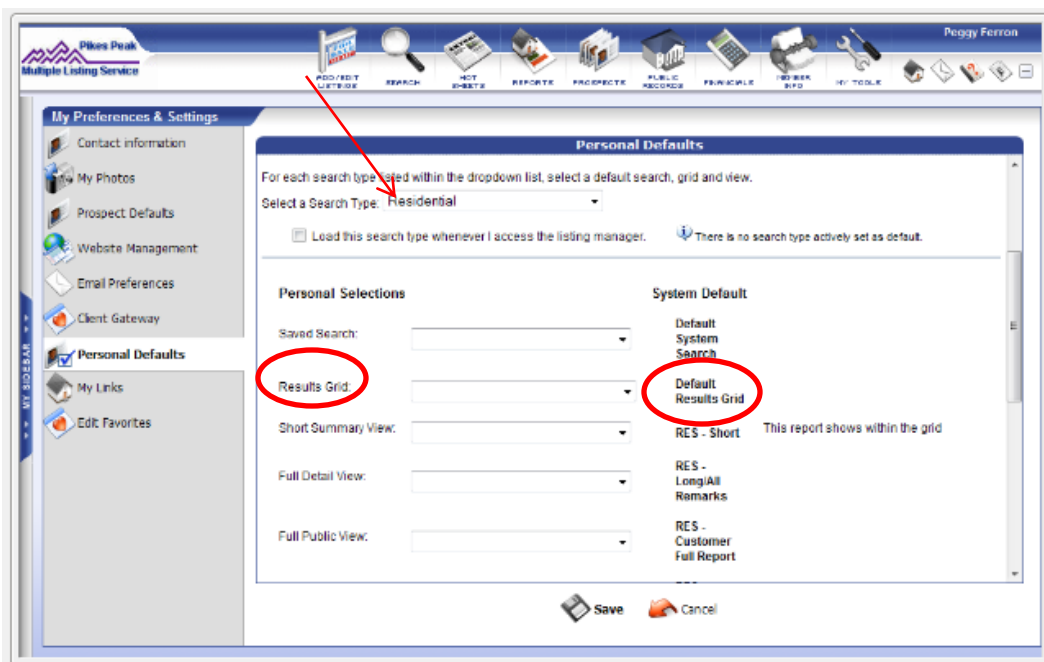 Peggy Ferron
Pikes Peak
Multiple Listing Service
ADD/EDIT LISTINGS
SEARCH
HOT SHEETS
REPORTS
PROSPECTS
PUBLIC RECORDS
FINANCIALS
MEMBER INFO
MY TOOLS
My Preferences & Settings
Contact information
My Photos
Prospect Defaults
Website Management
Email Preferences
Client Gateway
Personal Defaults
My Links
Edit Favorites
MY SIDEBAR
Personal Defaults
For each search type listed within the dropdown list, select a default search, grid and view.
Select a Search Type: Residential
Load this search type whenever I access the listing manager.
There is no search type actively set as default.
Personal Selections
System Default
Saved Search:
Default
System
Search
Results Grid:
Default
Results Grid
Short Summary View:
RES - Short
This report shows within the grid
Full Detail View:
RES -
Long/All
Remarks
Full Public View:
RES -
Customer
Full Report
Save
Cancel